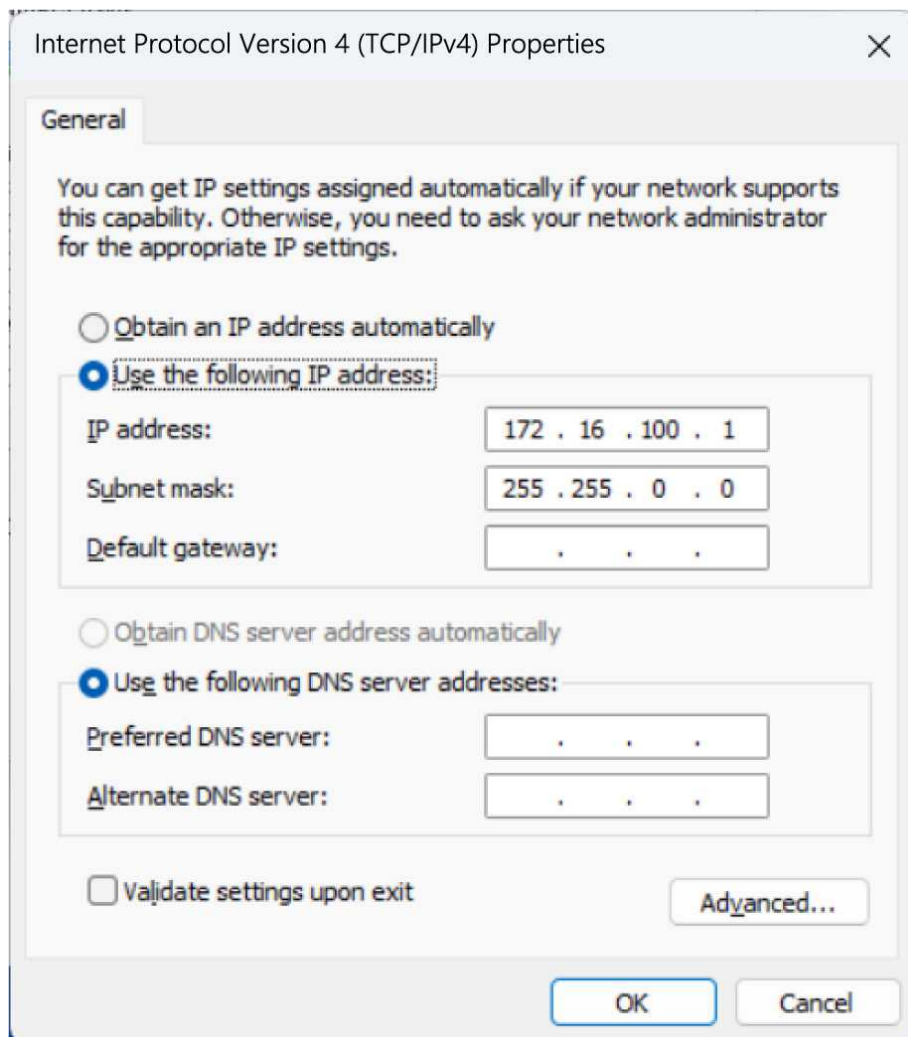 Internet Protocol Version 4 (TCP/IPv4) Properties
General
You can get IP settings assigned automatically if your network supports
this capability. Otherwise, you need to ask your network administrator
for the appropriate IP settings.
Obtain an IP address automatically
Use the following IP address:
IP address: 172 . 16 . 100 . 1
Subnet mask: 255 . 255 . 0 . 0
Default gateway: . . .
Obtain DNS server address automatically
Use the following DNS server addresses:
Preferred DNS server: . . .
Alternate DNS server: . . .
Validate settings upon exit
Advanced...
OK Cancel